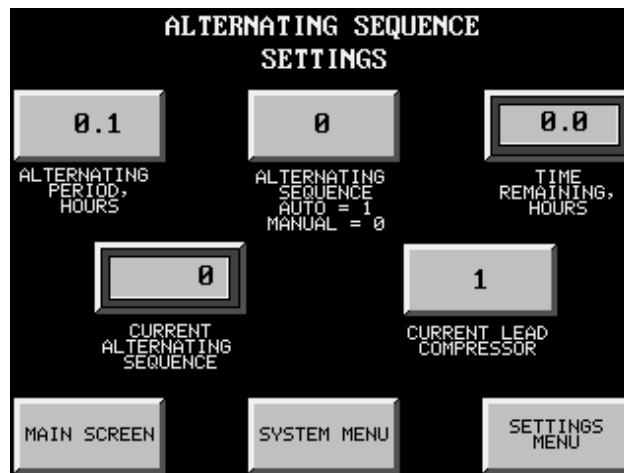 ALTERNATING SEQUENCE
SETTINGS
0.1
ALTERNATING
PERIOD,
HOURS
0
ALTERNATING
SEQUENCE
AUTO = 1
MANUAL = 0
0.0
TIME
REMAINING,
HOURS
0
CURRENT
ALTERNATING
SEQUENCE
1
CURRENT LEAD
COMPRESSOR
MAIN SCREEN
SYSTEM MENU
SETTINGS
MENU